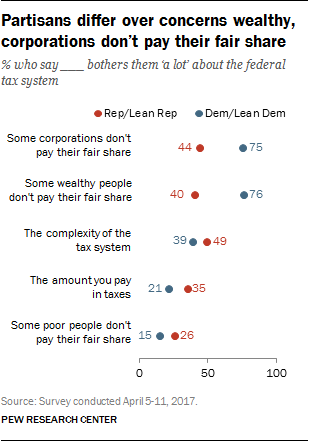 Partisans differ over concerns wealthy,
corporations don't pay their fair share
% who say ___ bothers them 'a lot' about the federal
tax system
Rep/Lean Rep Dem/Lean Dem
Some corporations don't
pay their fair share
44 75
Some wealthy people
don't pay their fair share
40 76
The complexity of the
tax system
39 49
The amount you pay
in taxes
21 35
Some poor people don't
pay their fair share
15 26
0 50 100
Source: Survey conducted April 5-11, 2017.
PEW RESEARCH CENTER